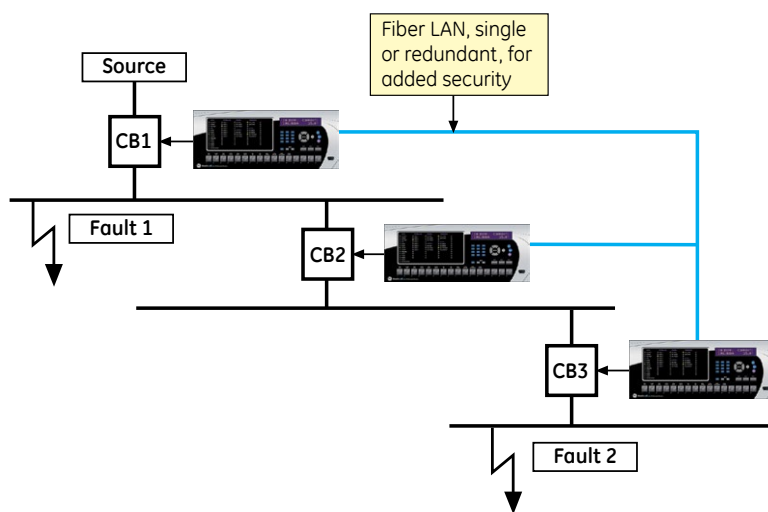 Fiber LAN, single
or redundant, for
added security
Source
CB1
Fault 1
CB2
CB3
Fault 2